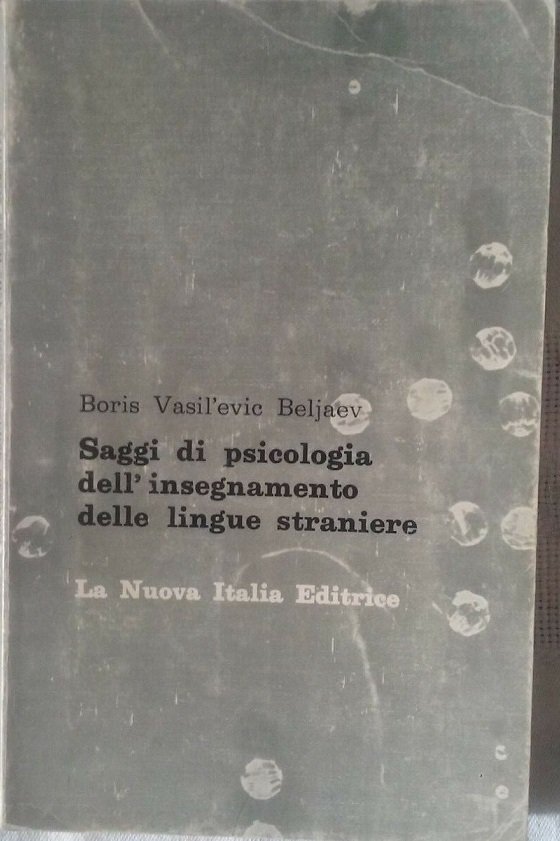 Boris Vasil'evic Beljaev
Saggi di psicologia
dell' insegnamento
delle lingue straniere
La Nuova Italia Editrice